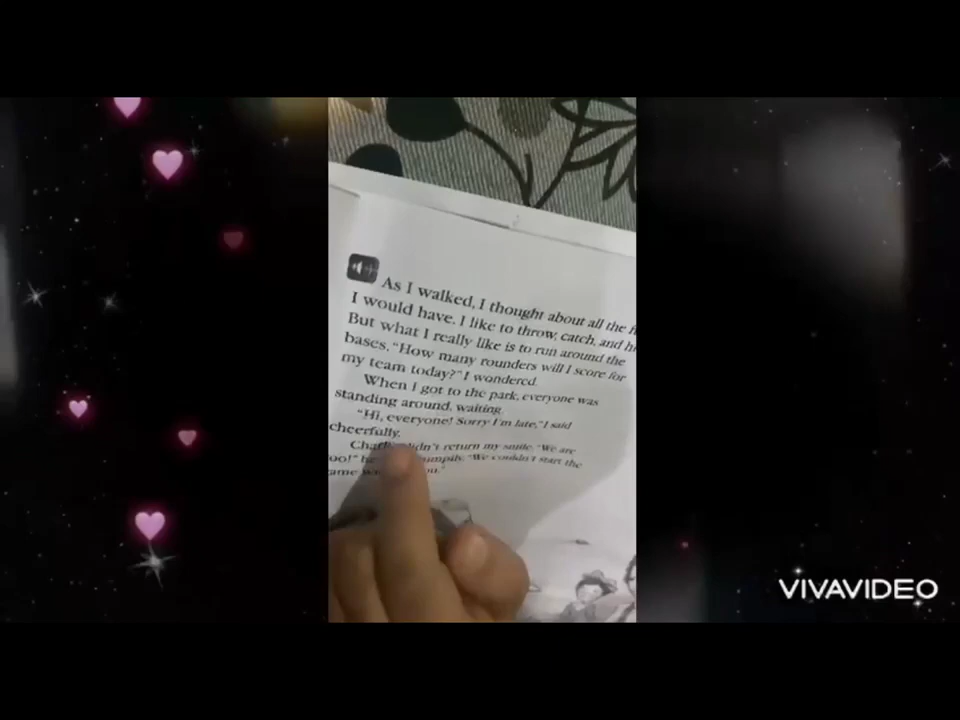 As I walked, I thought about all the
I would have. I like to throw, catch, and
But what I really like is to run around the
bases. "How many rounders will I score for
my team today?" I wondered.
When I got to the park, everyone was
standing around, waiting.
"Hi, everyone! Sorry I'm late," I said
cheerfully.
didn't return my smile. "We are
"We couldn't start the
VIVAVIDEO